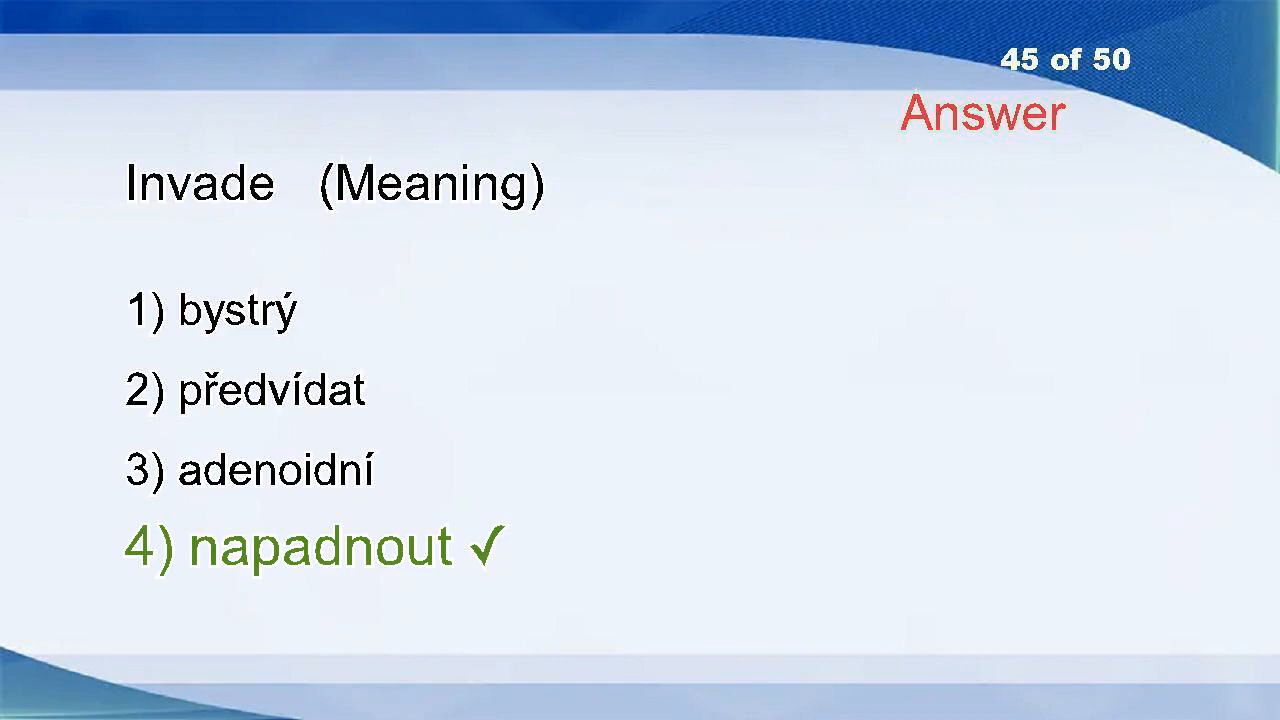 45 of 50
Answer
Invade (Meaning)
1) bystrý
2) předvídat
3) adenoidní
4) napadnout ✓